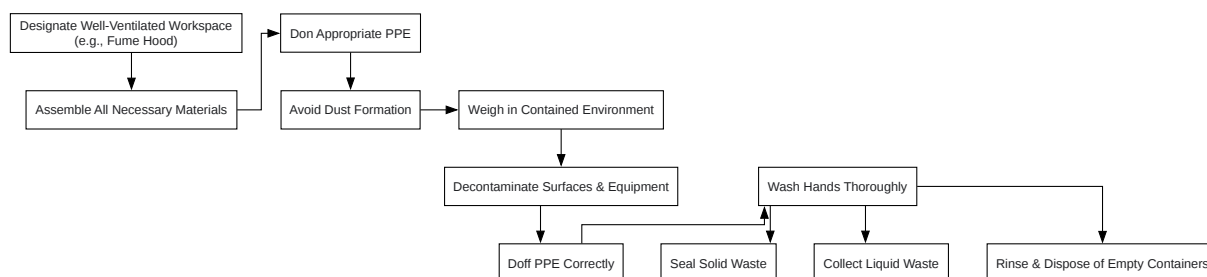 Designate Well-Ventilated Workspace
(e.g., Fume Hood)
Don Appropriate PPE
Assemble All Necessary Materials
Avoid Dust Formation
Weigh in Contained Environment
Decontaminate Surfaces & Equipment
Wash Hands Thoroughly
Doff PPE Correctly
Seal Solid Waste
Collect Liquid Waste
Rinse & Dispose of Empty Containers